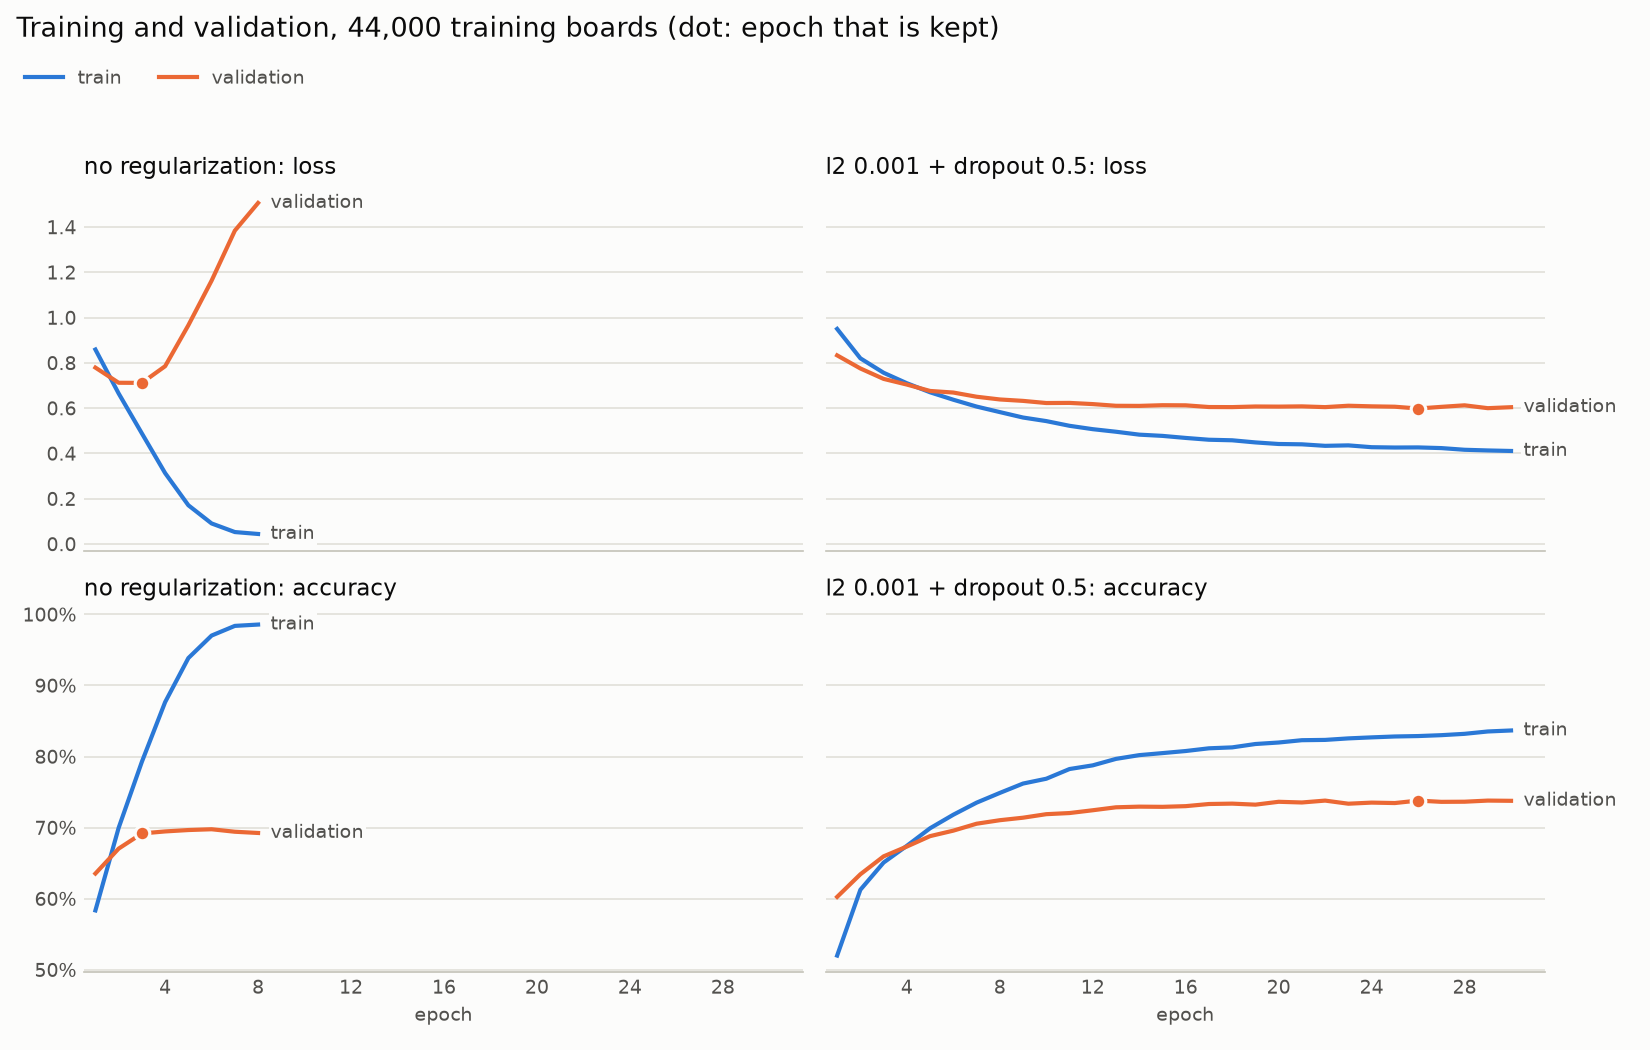 Training and validation, 44,000 training boards (dot: epoch that is kept)
train validation
no regularization: loss
validation
train
1.4
1.2
1.0
0.8
0.6
0.4
0.2
0.0
l2 0.001 + dropout 0.5: loss
validation
train
no regularization: accuracy
train
validation
100%
90%
80%
70%
60%
50%
4 8 12 16 20 24 28
epoch
l2 0.001 + dropout 0.5: accuracy
train
validation
4 8 12 16 20 24 28
epoch